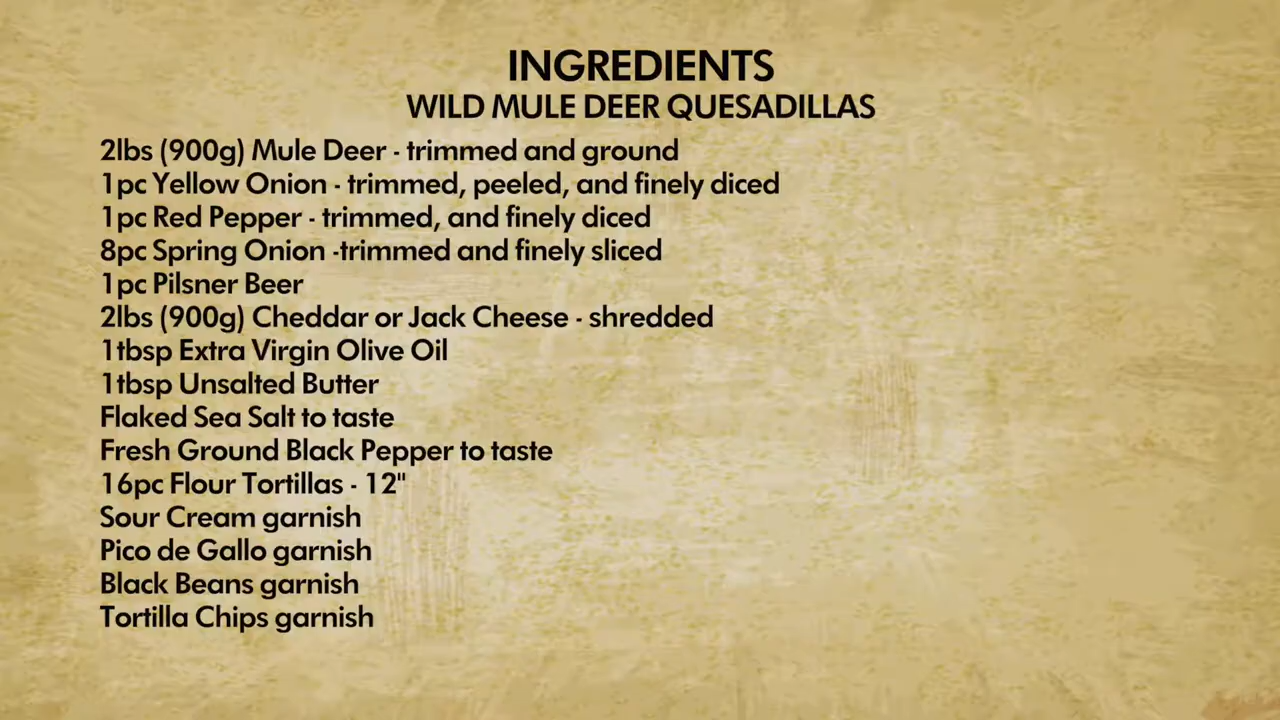 INGREDIENTS
WILD MULE DEER QUESADILLAS
2lbs (900g) Mule Deer - trimmed and ground
1pc Yellow Onion - trimmed, peeled, and finely diced
1pc Red Pepper - trimmed, and finely diced
8pc Spring Onion -trimmed and finely sliced
1pc Pilsner Beer
2lbs (900g) Cheddar or Jack Cheese - shredded
1tbsp Extra Virgin Olive Oil
1tbsp Unsalted Butter
Flaked Sea Salt to taste
Fresh Ground Black Pepper to taste
16pc Flour Tortillas - 12"
Sour Cream garnish
Pico de Gallo garnish
Black Beans garnish
Tortilla Chips garnish